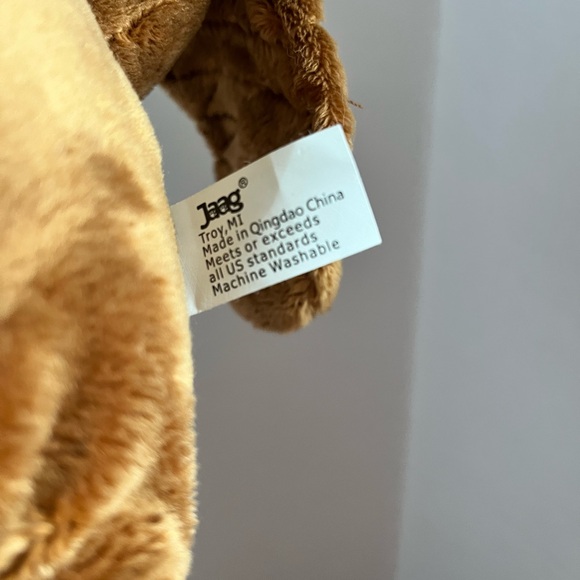 Jaag®
Troy,MI
Made in Qingdao China
Meets or exceeds
all US standards
Machine Washable